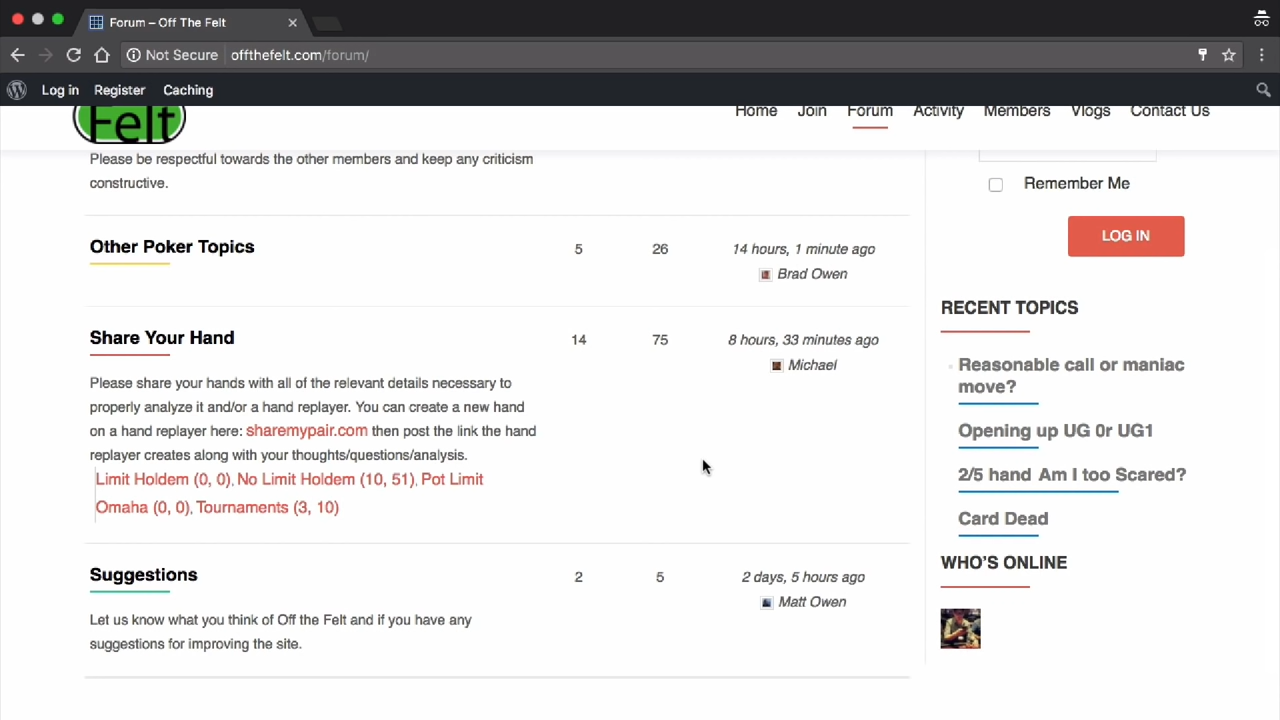 Forum – Off The Felt
Not Secure offthefelt.com/forum/
Log in Register Caching
Felt
Home Join Forum Activity Members Vlogs Contact Us
Please be respectful towards the other members and keep any criticism
constructive.
Remember Me
LOG IN
Other Poker Topics 5 26 14 hours, 1 minute ago
Brad Owen
Share Your Hand 14 75 8 hours, 33 minutes ago
Michael
Please share your hands with all of the relevant details necessary to
properly analyze it and/or a hand replayer. You can create a new hand
on a hand replayer here: sharemypair.com then post the link the hand
replayer creates along with your thoughts/questions/analysis.
Limit Holdem (0, 0), No Limit Holdem (10, 51), Pot Limit
Omaha (0, 0), Tournaments (3, 10)
Suggestions 2 5 2 days, 5 hours ago
Matt Owen
Let us know what you think of Off the Felt and if you have any
suggestions for improving the site.
RECENT TOPICS
Reasonable call or maniac
move?
Opening up UG 0r UG1
2/5 hand Am I too Scared?
Card Dead
WHO'S ONLINE